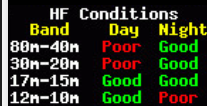 HF Conditions
Band Day Night
80m-40m Poor Good
30m-20m Poor Good
17m-15m Good Good
12m-10m Good Poor